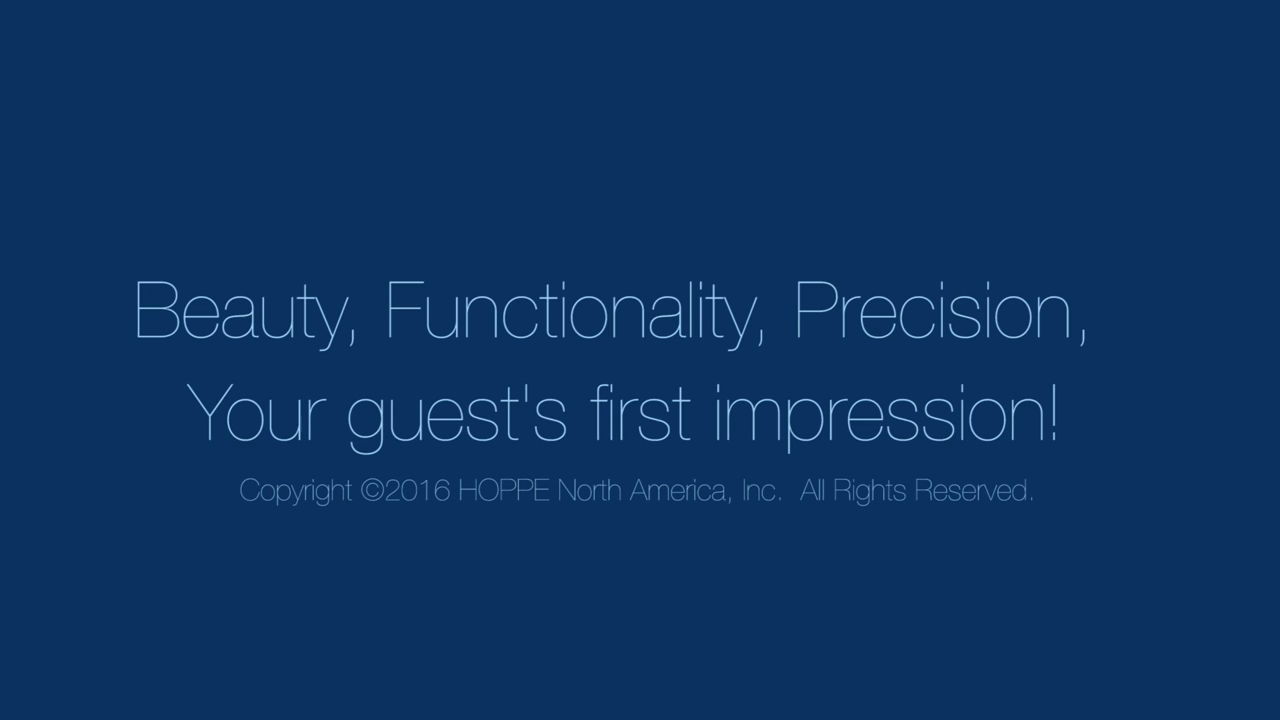 Beauty, Functionality, Precision,
Your guest's first impression!
Copyright ©2016 HOPPE North America, Inc.  All Rights Reserved.